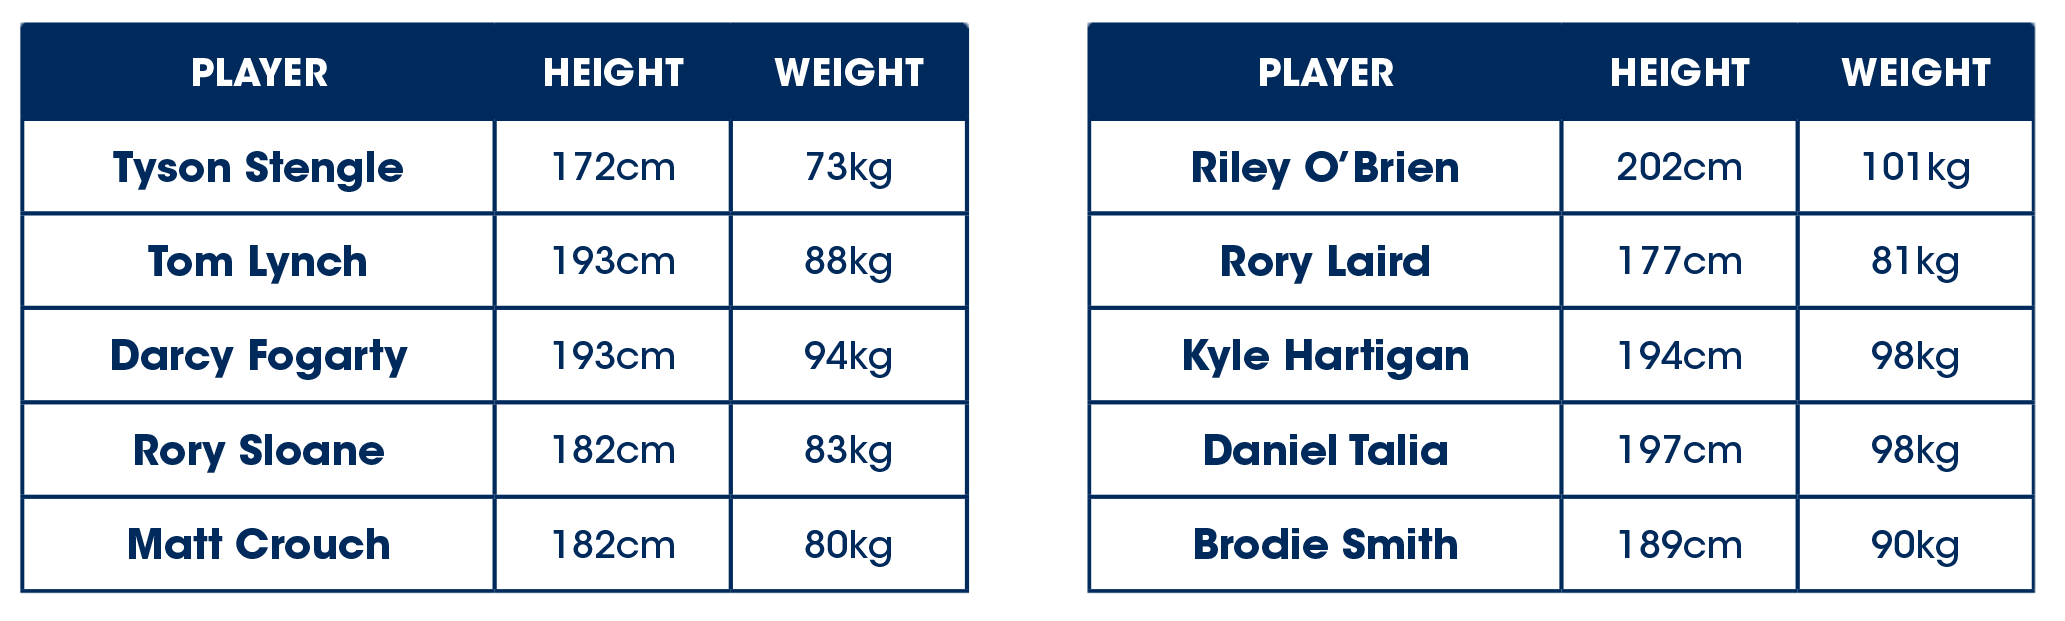 PLAYER HEIGHT WEIGHT
Tyson Stengle 172cm 73kg
Tom Lynch 193cm 88kg
Darcy Fogarty 193cm 94kg
Rory Sloane 182cm 83kg
Matt Crouch 182cm 80kg
PLAYER HEIGHT WEIGHT
Riley O’Brien 202cm 101kg
Rory Laird 177cm 81kg
Kyle Hartigan 194cm 98kg
Daniel Talia 197cm 98kg
Brodie Smith 189cm 90kg